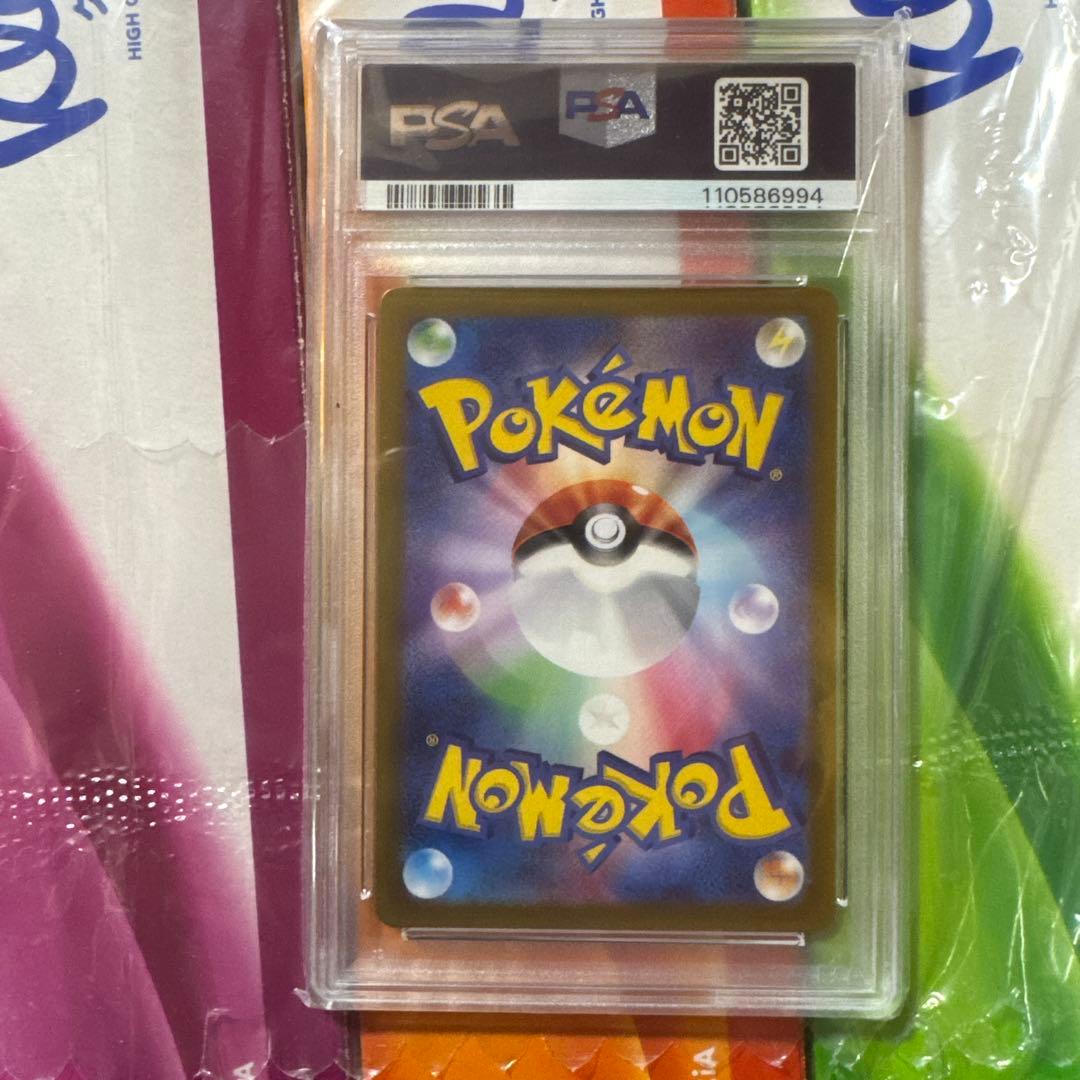 HIGH
PSA
PSA
110586994
POKÉMON
®
®
POKÉMON